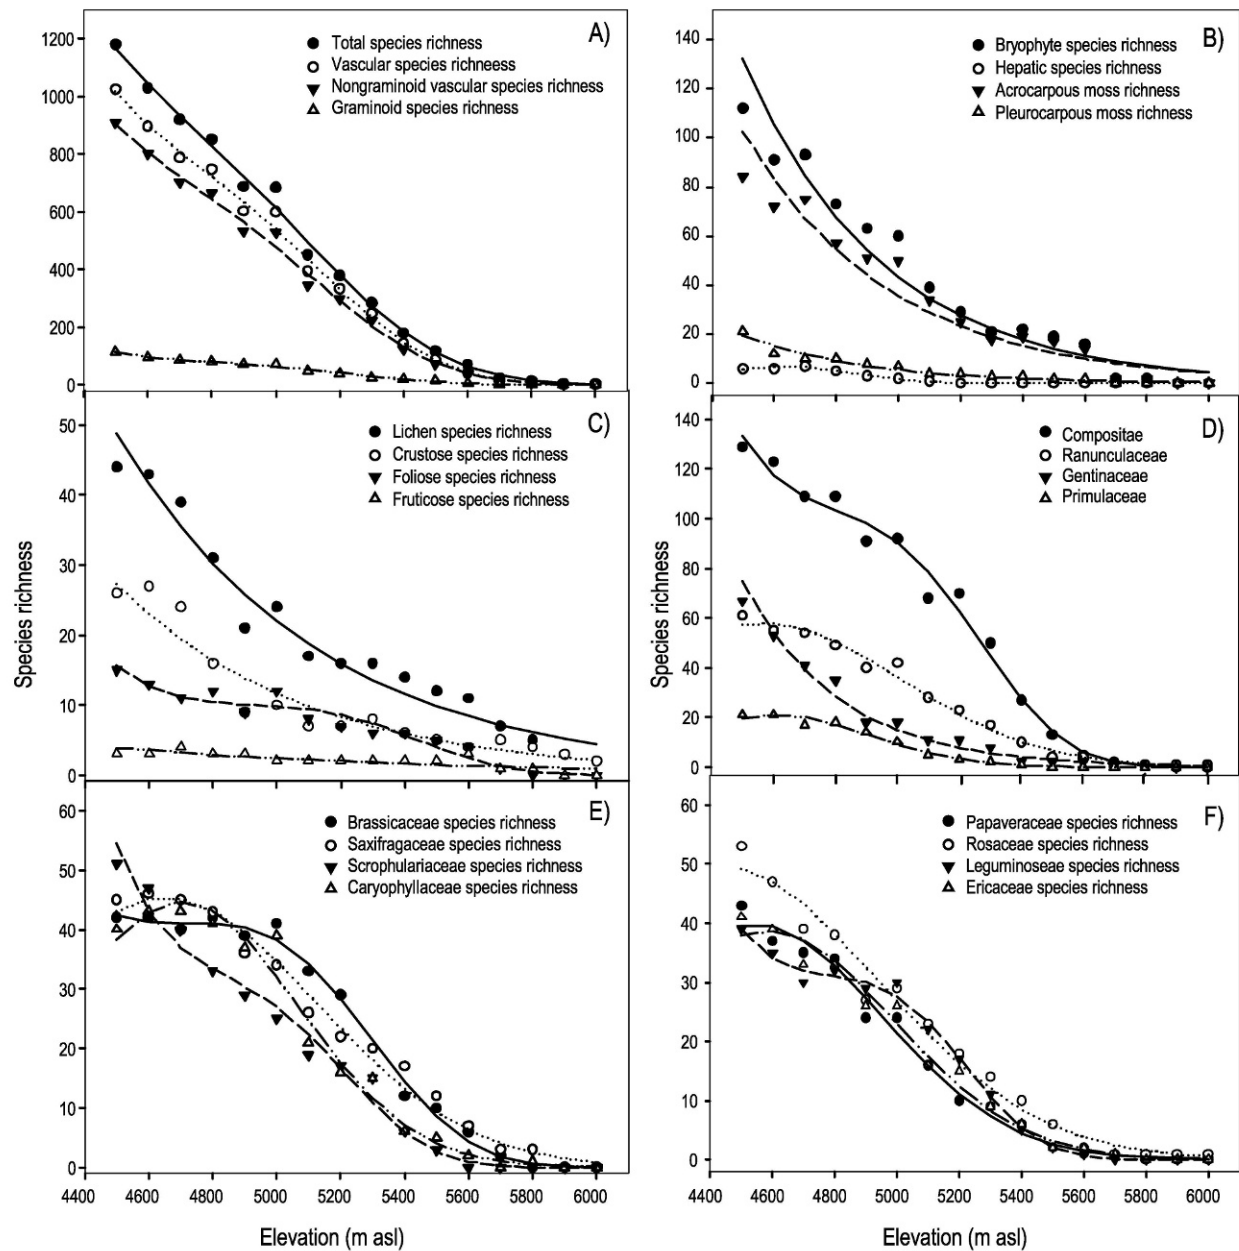 A)
Total species richness
Vascular species richneess
Nongraminoid vascular species richness
Graminoid species richness
1200
1000
800
600
400
200
0
B)
Bryophyte species richness
Hepatic species richness
Acrocarpous moss richness
Pleurocarpous moss richness
140
120
100
80
60
40
20
0
C)
Lichen species richness
Crustose species richness
Foliose species richness
Fruticose species richness
50
40
30
20
10
0
D)
Compositae
Ranunculaceae
Gentinaceae
Primulaceae
140
120
100
80
60
40
20
0
Species richness
Species richness
E)
Brassicaceae species richness
Saxifragaceae species richness
Scrophulariaceae species richness
Caryophyllaceae species richness
60
50
40
30
20
10
0
4400 4600 4800 5000 5200 5400 5600 5800 6000
Elevation (m asl)
F)
Papaveraceae species richness
Rosaceae species richness
Leguminoseae species richness
Ericaceae species richness
60
50
40
30
20
10
0
4400 4600 4800 5000 5200 5400 5600 5800 6000
Elevation (m asl)